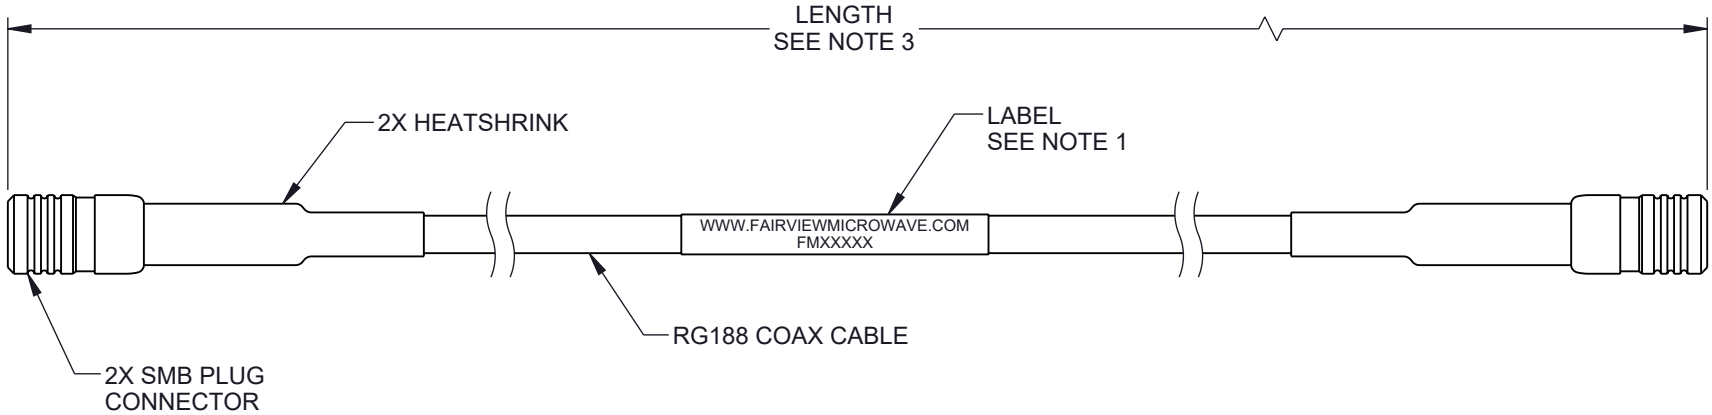 LENGTH
SEE NOTE 3
2X HEATSHRINK
LABEL
SEE NOTE 1
WWW.FAIRVIEWMICROWAVE.COM
FMXXXXX
RG188 COAX CABLE
2X SMB PLUG
CONNECTOR